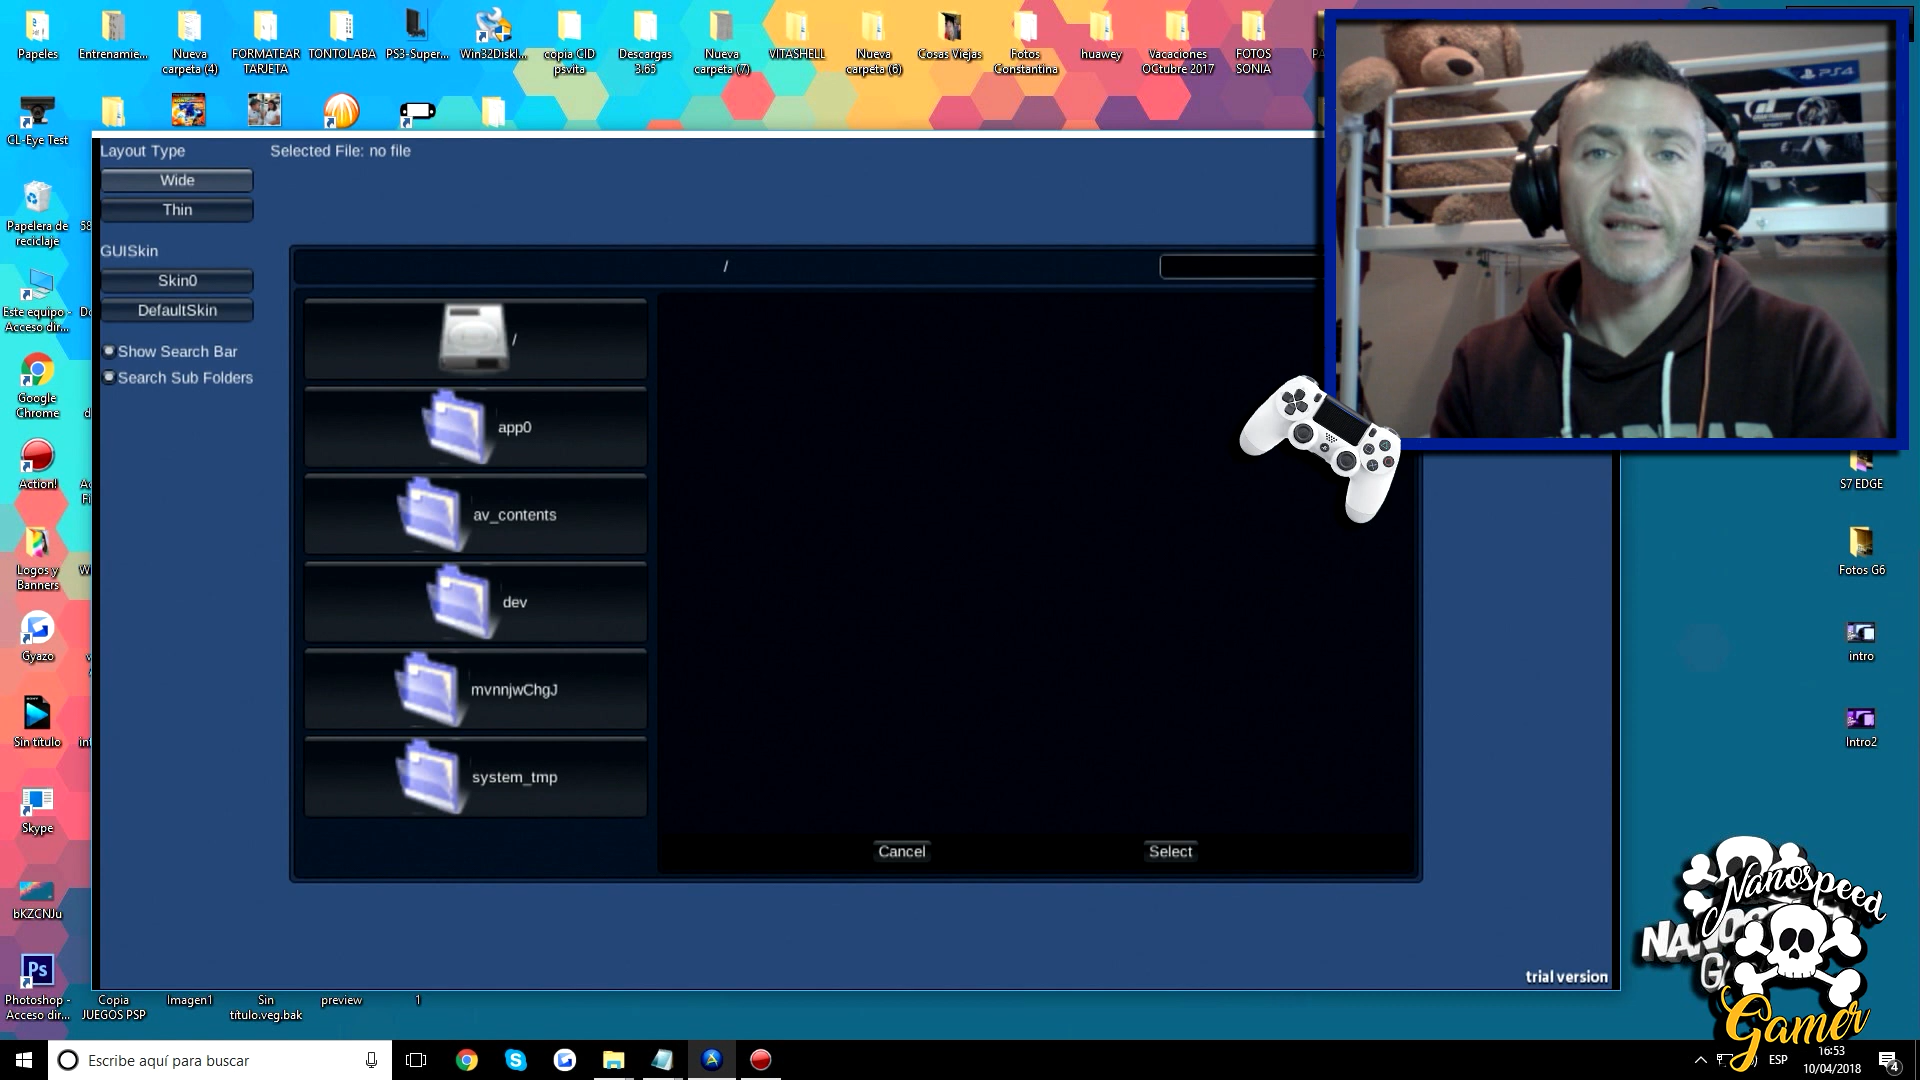 Papeles
Entrenamie...
Nueva
carpeta (4)
FORMATEAR
TARJETA
TONTOLABA
PS3-Super...
Win32DiskI...
copia CID
psvita
Descargas
3.65
Nueva
carpeta (7)
VITASHELL
Nueva
carpeta (6)
Cosas Viejas
Fotos
Constantina
huawey
Vacaciones
OCtubre 2017
FOTOS
SONIA
PS4
CL-Eye Test
Papelera de
reciclaje
Este equipo -
Acceso dir...
Google
Chrome
Action!
Logos y
Banners
Gyazo
Sin título
Skype
bKZCNJu
Ps
Photoshop -
Acceso dir...
Layout Type
Wide
Thin
GUISkin
Skin0
DefaultSkin
Show Search Bar
Search Sub Folders
Selected File: no file
/
/
app0
av_contents
dev
mvnnjwChgJ
system_tmp
Cancel
Select
trial version
S7 EDGE
Fotos G6
intro
Intro2
Copia
JUEGOS PSP
Imagen1
Sin
título.veg.bak
preview
1
Nanospeed
Gamer
Escribe aquí para buscar
ESP
16:53
10/04/2018
4